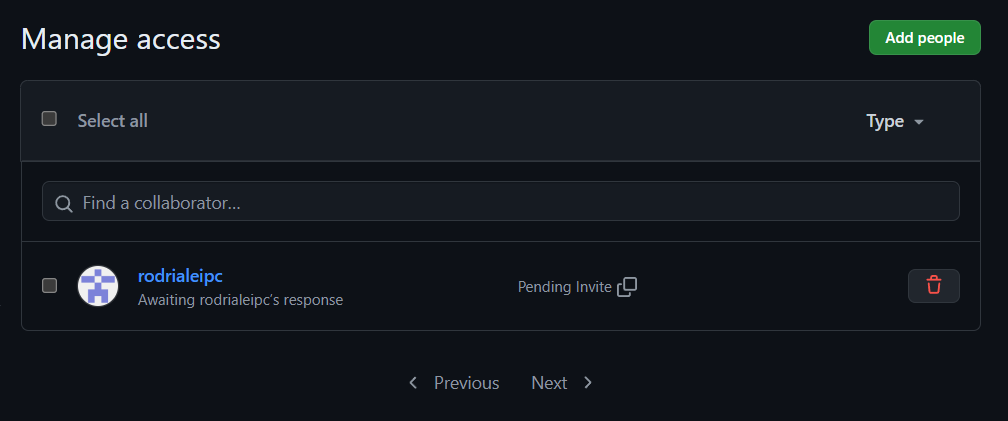 Manage access
Add people
Select all
Type
Find a collaborator...
rodrialeipc
Awaiting rodrialeipc's response
Pending Invite
Previous
Next